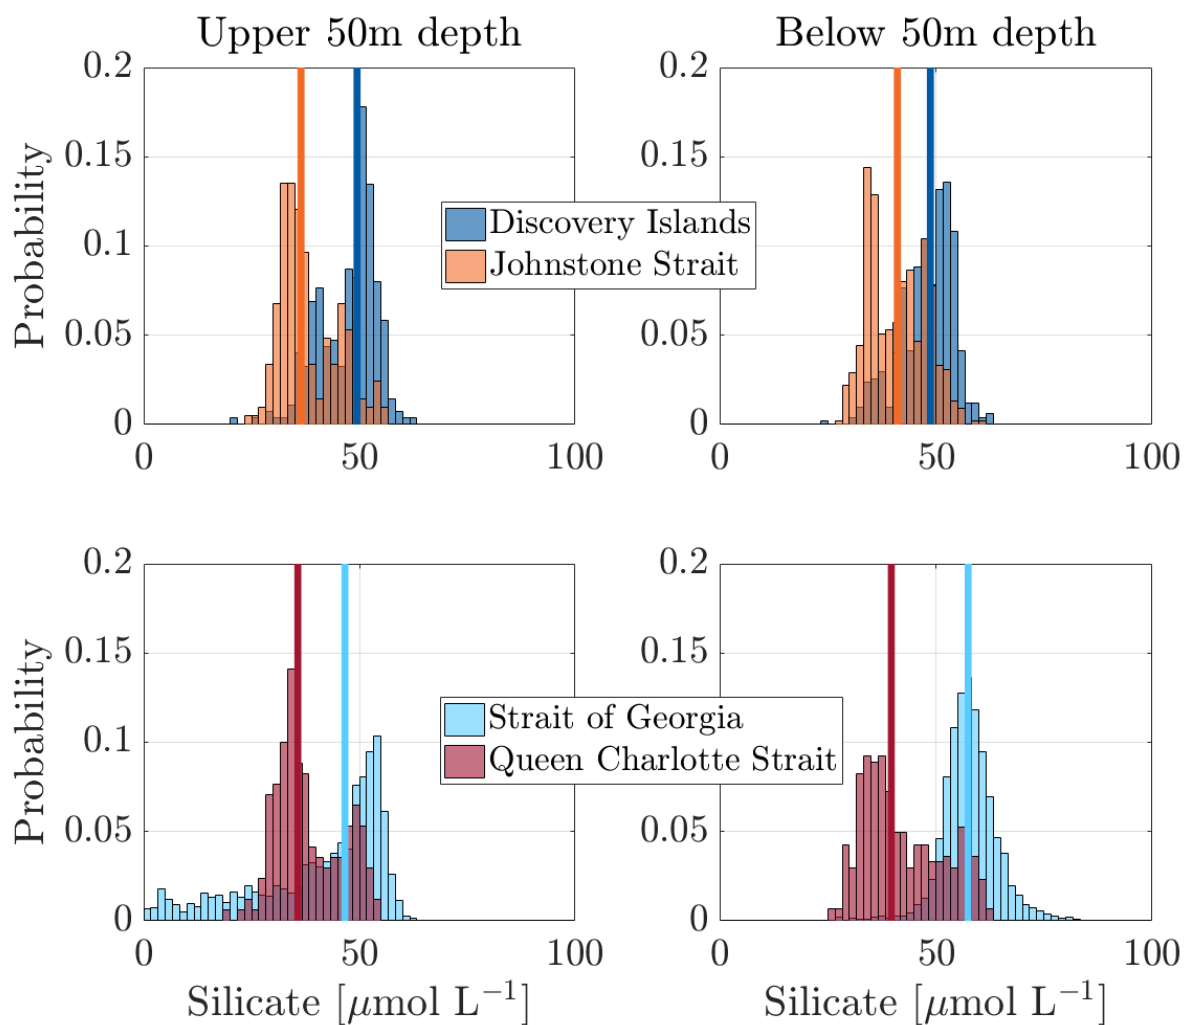 Upper 50m depth
Below 50m depth
0.2
0.15
0.1
0.05
0
0 50 100
Probability
0.2
0.15
0.1
0.05
0
0 50 100
Discovery Islands
Johnstone Strait
0.2
0.15
0.1
0.05
0
0 50 100
Probability
Silicate [μmol L⁻¹]
0.2
0.15
0.1
0.05
0
0 50 100
Silicate [μmol L⁻¹]
Strait of Georgia
Queen Charlotte Strait